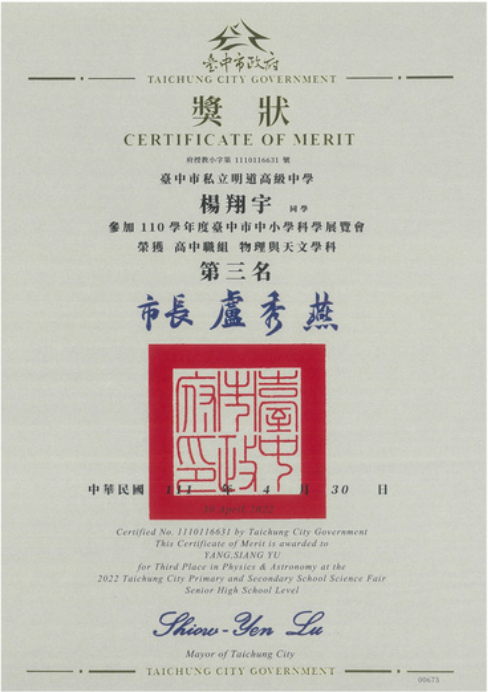 臺中市政府
TAICHUNG CITY GOVERNMENT
獎 狀
CERTIFICATE OF MERIT
府授教小字第 1110116631 號
臺中市私立明道高級中學
楊翔宇 同學
參加 110 學年度臺中市中小學科學展覽會
榮獲 高中職組 物理與天文學科
第三名
市長 盧秀燕
臺中市政府印
中華民國 111 年 4 月 30 日
30 April 2022
Certified No. 1110116631 by Taichung City Government
This Certificate of Merit is awarded to
YANG,SIANG YU
for Third Place in Physics & Astronomy at the
2022 Taichung City Primary and Secondary School Science Fair
Senior High School Level
Shiow-Yen Lu
Mayor of Taichung City
TAICHUNG CITY GOVERNMENT
00673